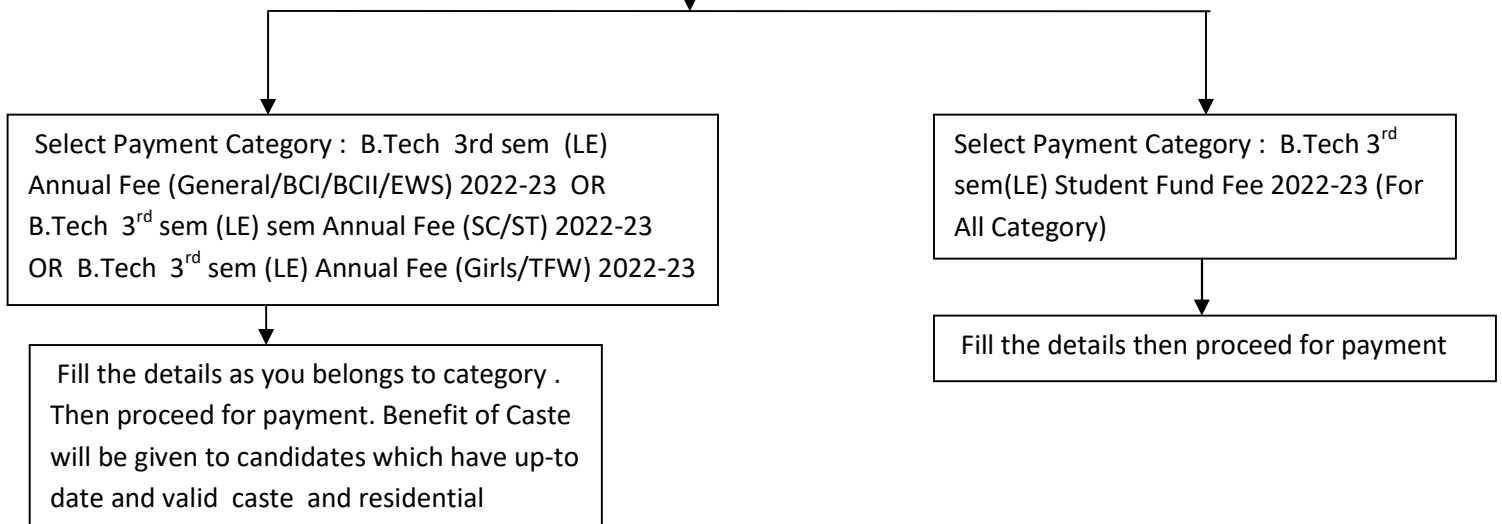 Select Payment Category : B.Tech 3rd sem (LE)
Annual Fee (General/BCI/BCII/EWS) 2022-23 OR
B.Tech 3rd sem (LE) sem Annual Fee (SC/ST) 2022-23
OR B.Tech 3rd sem (LE) Annual Fee (Girls/TFW) 2022-23
Fill the details as you belongs to category .
Then proceed for payment. Benefit of Caste
will be given to candidates which have up-to
date and valid caste and residential
Select Payment Category : B.Tech 3rd
sem(LE) Student Fund Fee 2022-23 (For
All Category)
Fill the details then proceed for payment